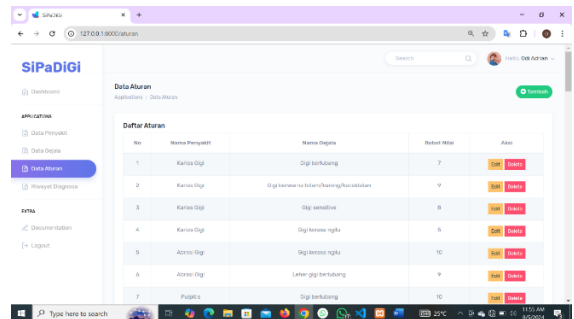 SiPaDiGi
127.0.0.1:8000/aturan
SiPaDiGi
Search
Hello, Odi Adrian
Dashboard
Data Aturan
Applications / Data Aturan
Tambah
APPLICATIONS
Data Penyakit
Data Gejala
Data Aturan
Riwayat Diagnosa
EXTRA
Documentation
Logout
Daftar Aturan
No Nama Penyakit Nama Gejala Bobot Nilai Aksi
1 Karies Gigi Gigi berlubang 7 Edit Delete
2 Karies Gigi Gigi berwarna hitam/kuning/kecoklatan 9 Edit Delete
3 Karies Gigi Gigi sensitive Edit Delete
4 Karies Gigi Gigi terasa ngilu Edit Delete
5 Abrasi Gigi Gigi terasa ngilu 10 Edit Delete
6 Abrasi Gigi Leher gigi berlubang 9 Edit Delete
7 Pulpitis Gigi berlubang 10 Edit Delete
Type here to search
25°C
11:55 AM
8/5/2024